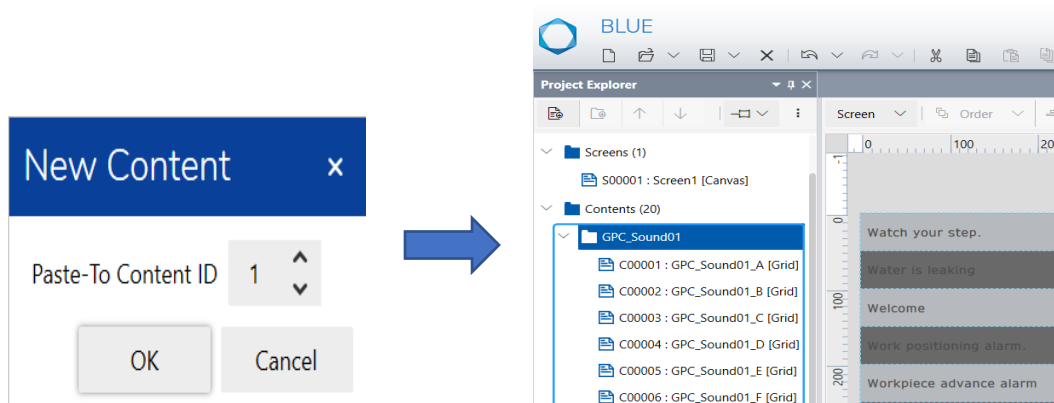 New Content ×
Paste-To Content ID 1
OK Cancel
BLUE
Project Explorer
Screen Order
Screens (1)
S00001 : Screen1 [Canvas]
Contents (20)
GPC_Sound01
C00001 : GPC_Sound01_A [Grid]
C00002 : GPC_Sound01_B [Grid]
C00003 : GPC_Sound01_C [Grid]
C00004 : GPC_Sound01_D [Grid]
C00005 : GPC_Sound01_E [Grid]
C00006 : GPC_Sound01_F [Grid]
0 100 20
-1
0
100
200
Watch your step.
Water is leaking
Welcome
Work positioning alarm.
Workpiece advance alarm